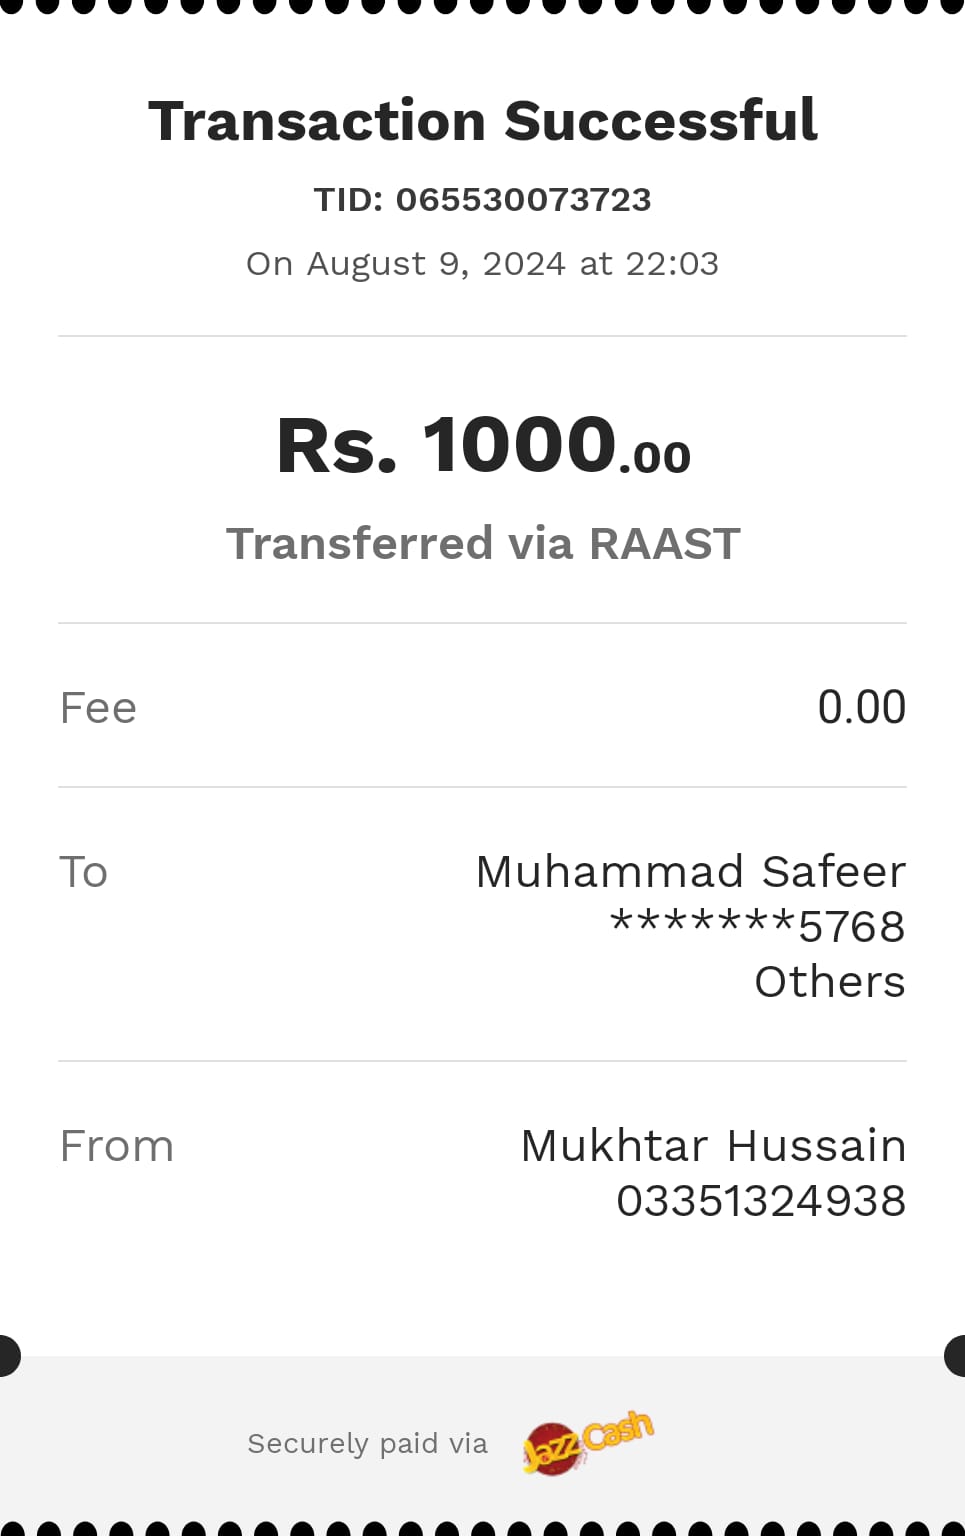 Transaction Successful
TID: 065530073723
On August 9, 2024 at 22:03
Rs. 1000.00
Transferred via RAAST
Fee 0.00
To Muhammad Safeer
*******5768
Others
From Mukhtar Hussain
03351324938
Securely paid via JazzCash